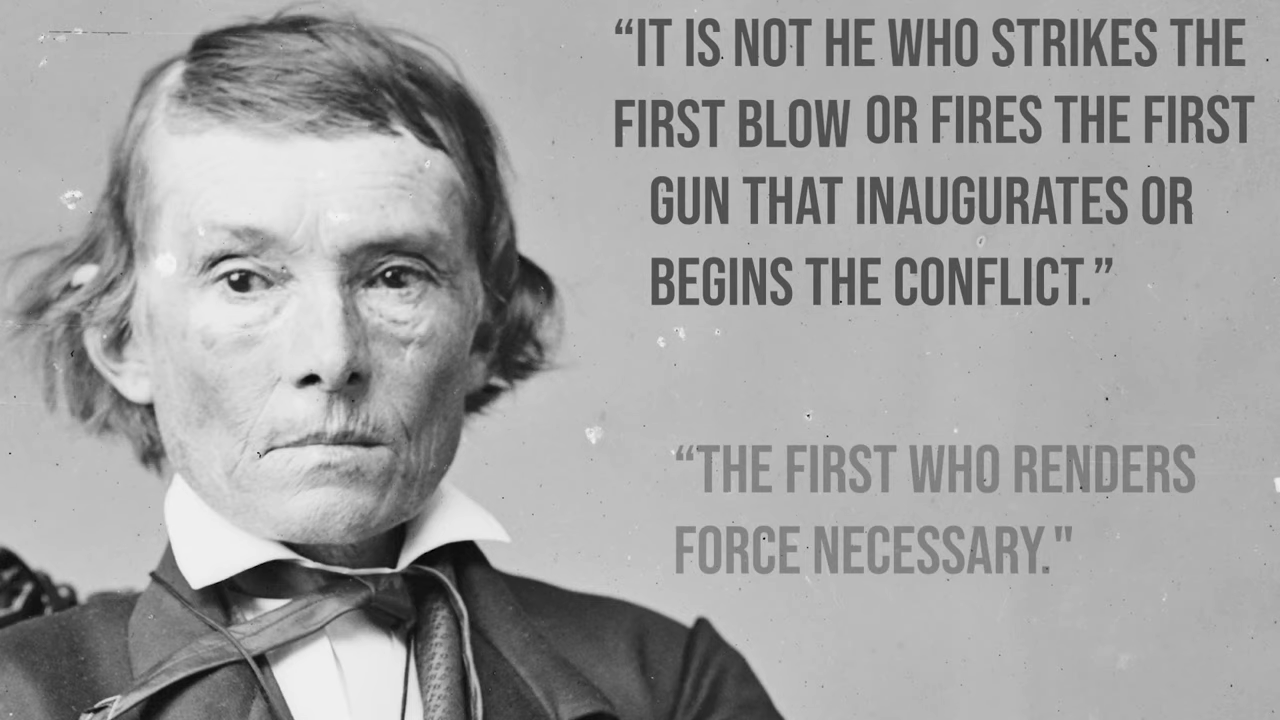 “IT IS NOT HE WHO STRIKES THE
FIRST BLOW OR FIRES THE FIRST
GUN THAT INAUGURATES OR
BEGINS THE CONFLICT.”
“THE FIRST WHO RENDERS
FORCE NECESSARY."